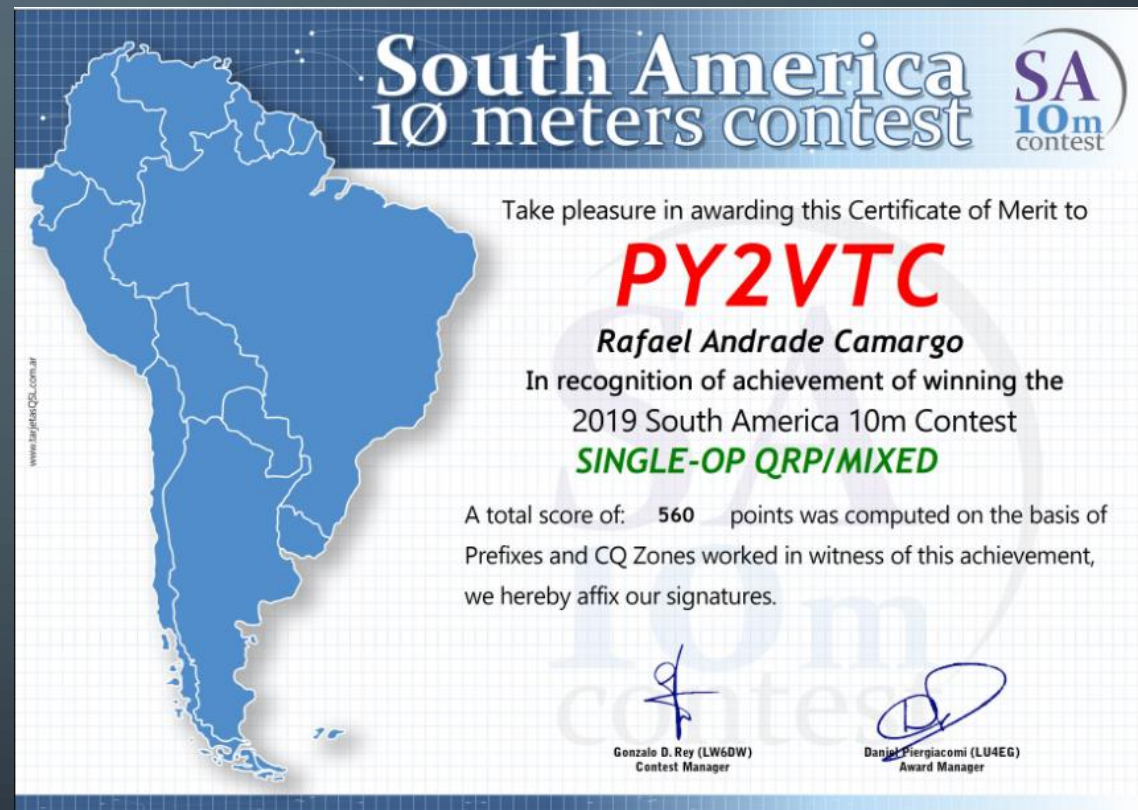 South America
1Ø meters contest
SA
10m
contest
Take pleasure in awarding this Certificate of Merit to
PY2VTC
Rafael Andrade Camargo
In recognition of achievement of winning the
2019 South America 10m Contest
SINGLE-OP QRP/MIXED
A total score of: 560 points was computed on the basis of
Prefixes and CQ Zones worked in witness of this achievement,
we hereby affix our signatures.
Gonzalo D. Rey (LW6DW)
Contest Manager
Daniel Piergiacomi (LU4EG)
Award Manager
www.tarjetasQSL.com.ar
SA
10m
contest